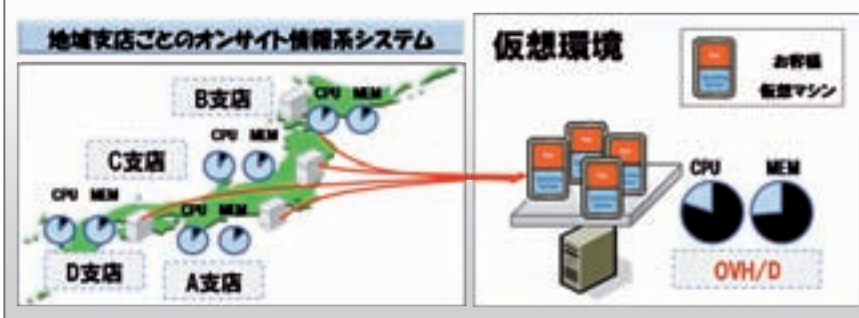 地域支店ごとのオンサイト情報系システム
B支店
CPU MEM
C支店
CPU MEM
CPU MEM
D支店
CPU MEM
A支店
仮想環境
お客様
仮想マシン
CPU MEM
OVH/D